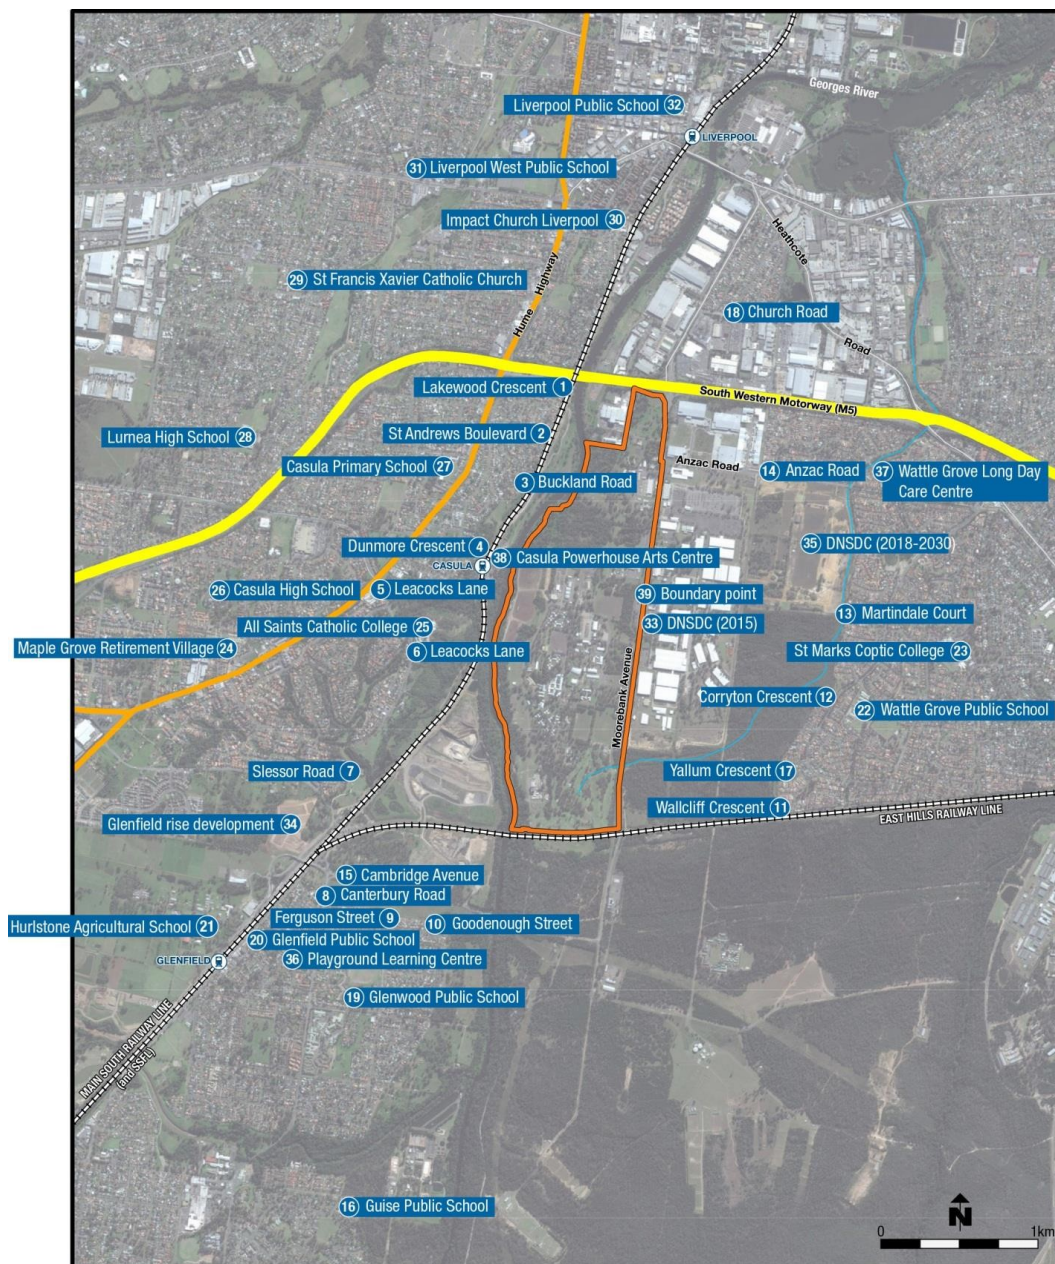 Georges River
Liverpool Public School 32
LIVERPOOL
31 Liverpool West Public School
Impact Church Liverpool 30
Heathcote
Road
29 St Francis Xavier Catholic Church
Hume Highway
18 Church Road
Lakewood Crescent 1
South Western Motorway (M5)
St Andrews Boulevard 2
Lurnea High School 28
Casula Primary School 27
Anzac Road
14 Anzac Road
37 Wattle Grove Long Day
Care Centre
3 Buckland Road
Dunmore Crescent 4
35 DNSDC (2018-2030)
38 Casula Powerhouse Arts Centre
CASULA
26 Casula High School
5 Leacocks Lane
39 Boundary point
13 Martindale Court
All Saints Catholic College 25
33 DNSDC (2015)
Maple Grove Retirement Village 24
6 Leacocks Lane
St Marks Coptic College 23
Moorebank Avenue
Corryton Crescent 12
22 Wattle Grove Public School
Slessor Road 7
Yallum Crescent 17
Wallcliff Crescent 11
EAST HILLS RAILWAY LINE
Glenfield rise development 34
15 Cambridge Avenue
8 Canterbury Road
Ferguson Street 9
10 Goodenough Street
Hurlstone Agricultural School 21
20 Glenfield Public School
36 Playground Learning Centre
GLENFIELD
19 Glenwood Public School
MAIN SOUTH RAILWAY LINE
(and SSFL)
16 Guise Public School
N
0 1km